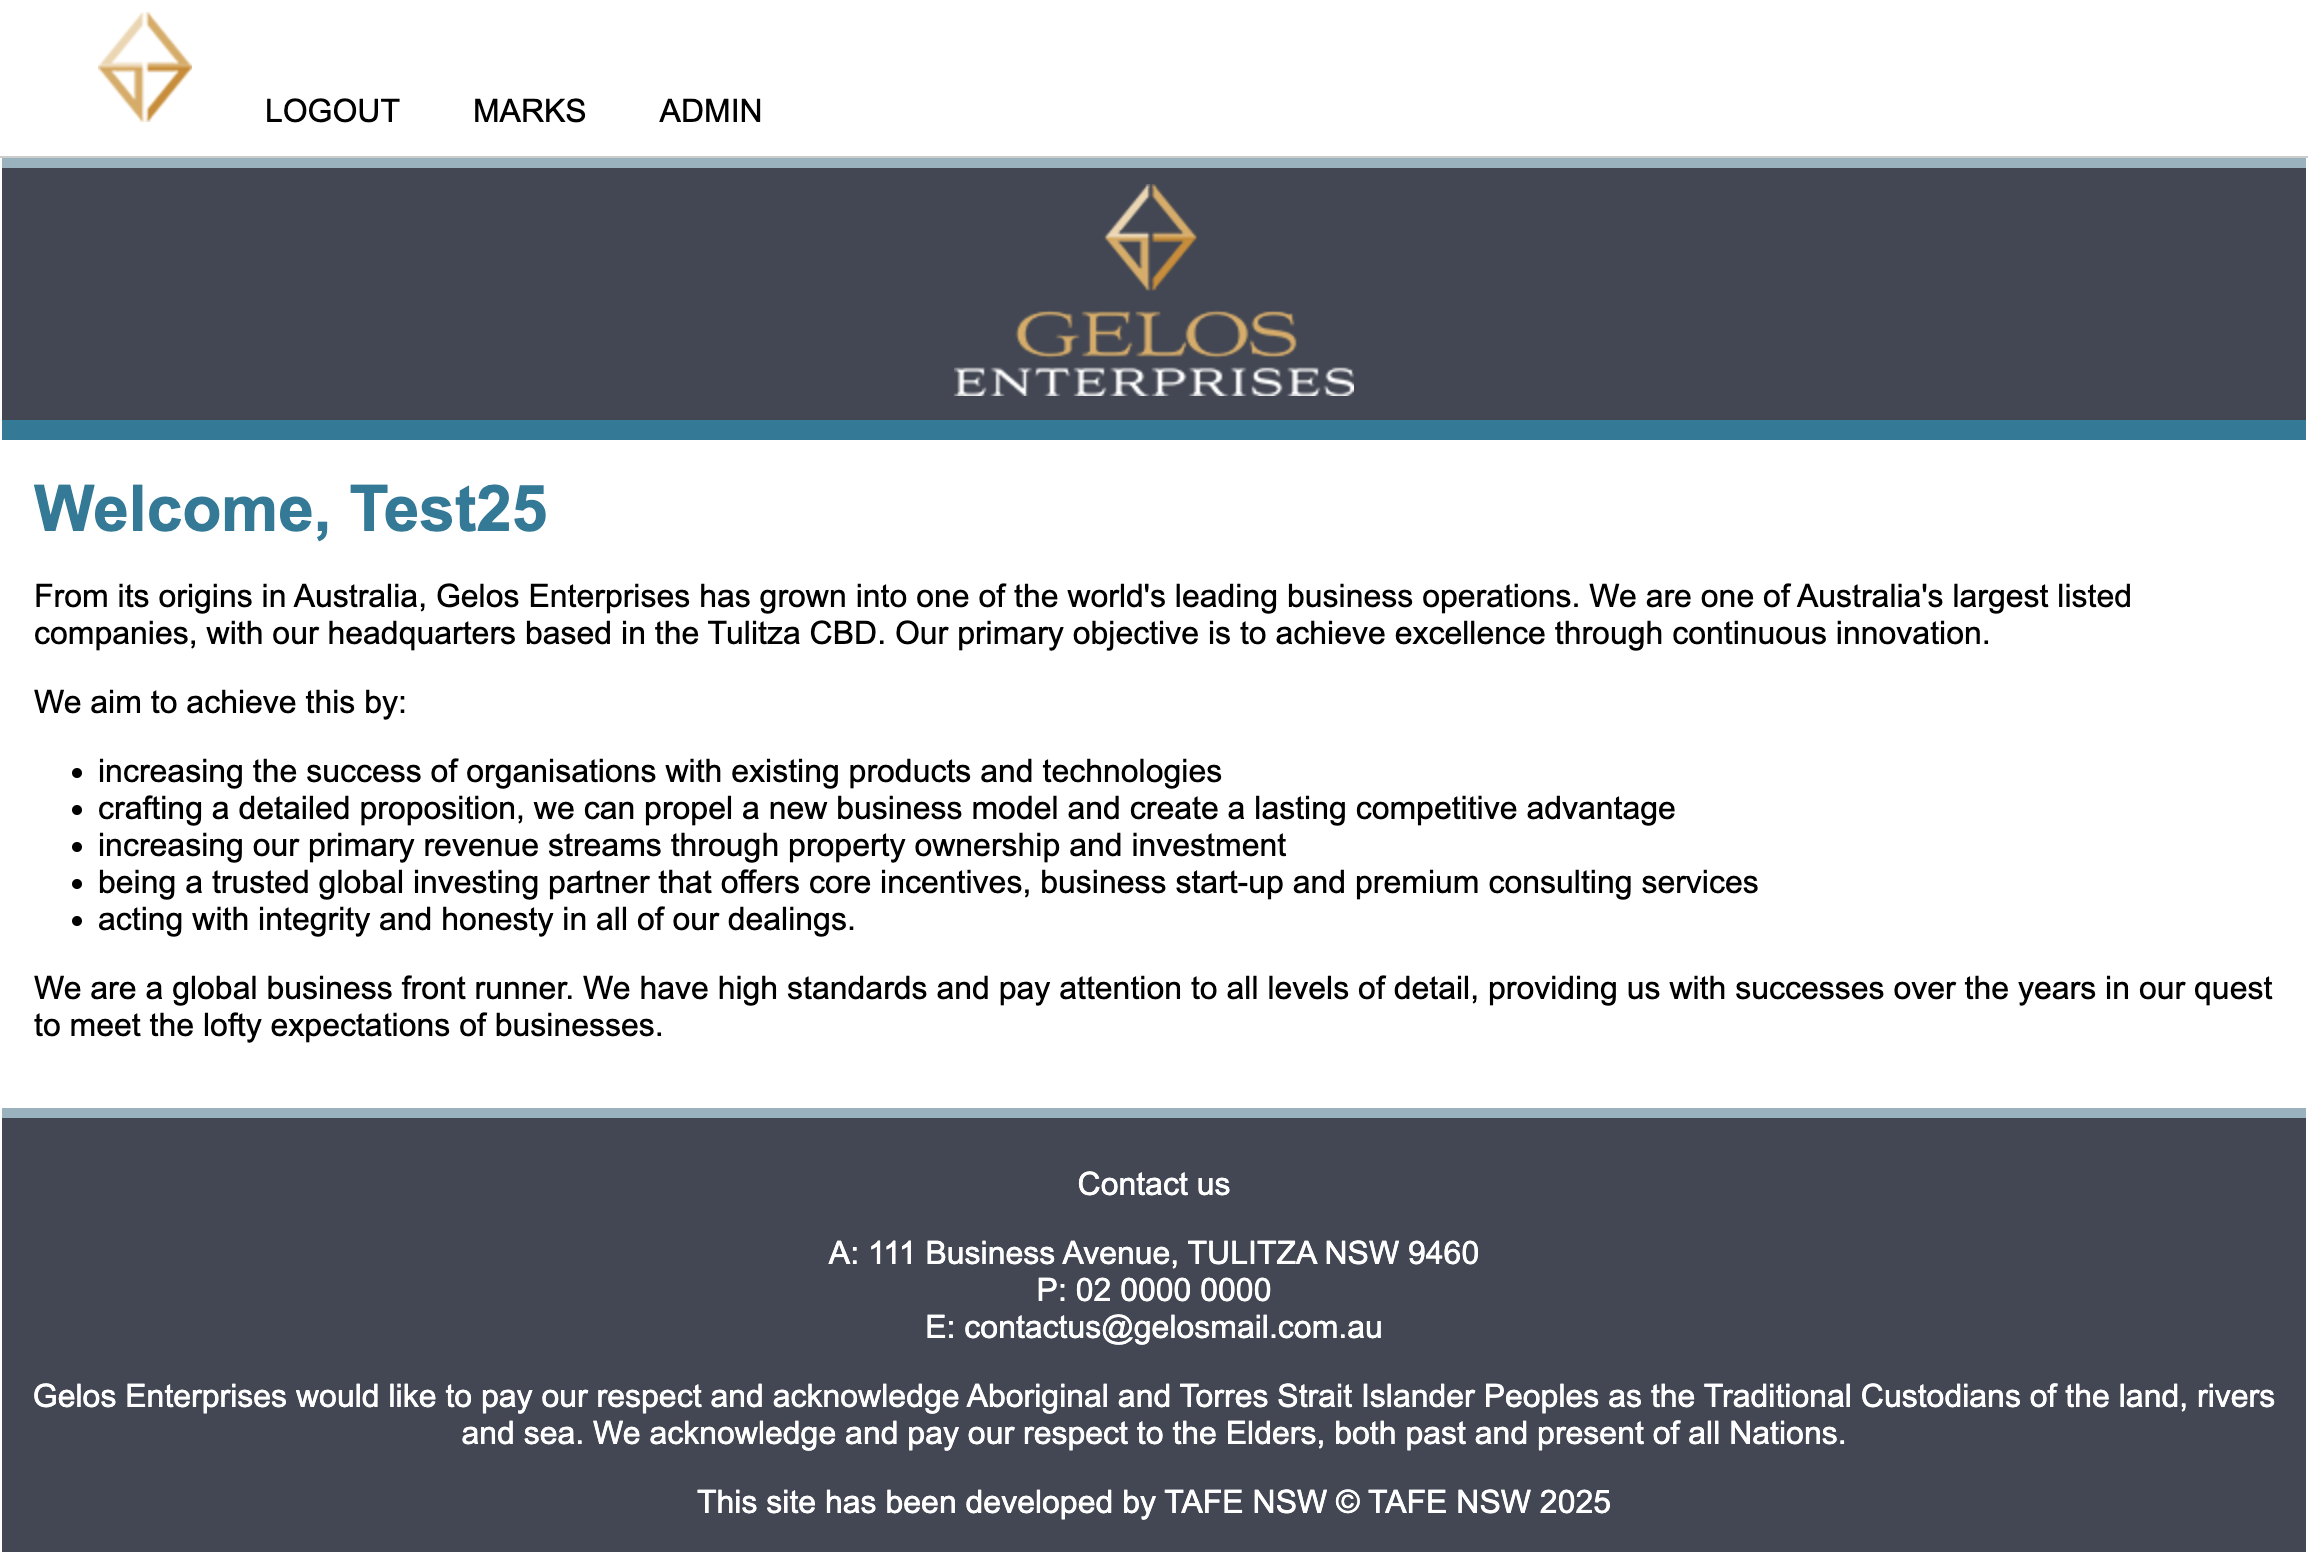 LOGOUT MARKS ADMIN
GELOS
ENTERPRISES
Welcome, Test25
From its origins in Australia, Gelos Enterprises has grown into one of the world's leading business operations. We are one of Australia's largest listed
companies, with our headquarters based in the Tulitza CBD. Our primary objective is to achieve excellence through continuous innovation.
We aim to achieve this by:
• increasing the success of organisations with existing products and technologies
• crafting a detailed proposition, we can propel a new business model and create a lasting competitive advantage
• increasing our primary revenue streams through property ownership and investment
• being a trusted global investing partner that offers core incentives, business start-up and premium consulting services
• acting with integrity and honesty in all of our dealings.
We are a global business front runner. We have high standards and pay attention to all levels of detail, providing us with successes over the years in our quest
to meet the lofty expectations of businesses.
Contact us
A: 111 Business Avenue, TULITZA NSW 9460
P: 02 0000 0000
E: contactus@gelosmail.com.au
Gelos Enterprises would like to pay our respect and acknowledge Aboriginal and Torres Strait Islander Peoples as the Traditional Custodians of the land, rivers
and sea. We acknowledge and pay our respect to the Elders, both past and present of all Nations.
This site has been developed by TAFE NSW © TAFE NSW 2025